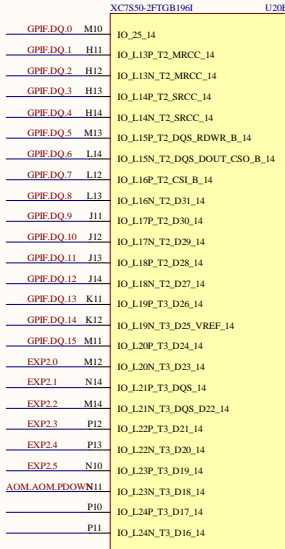 XC7S50-2FTGB196I U20
GPIF.DQ.0 M10 IO_25_14
GPIF.DQ.1 H11 IO_L13P_T2_MRCC_14
GPIF.DQ.2 H12 IO_L13N_T2_MRCC_14
GPIF.DQ.3 H13 IO_L14P_T2_SRCC_14
GPIF.DQ.4 H14 IO_L14N_T2_SRCC_14
GPIF.DQ.5 M13 IO_L15P_T2_DQS_RDWR_B_14
GPIF.DQ.6 L14 IO_L15N_T2_DQS_DOUT_CSO_B_14
GPIF.DQ.7 L12 IO_L16P_T2_CSI_B_14
GPIF.DQ.8 L13 IO_L16N_T2_D31_14
GPIF.DQ.9 J11 IO_L17P_T2_D30_14
GPIF.DQ.10 J12 IO_L17N_T2_D29_14
GPIF.DQ.11 J13 IO_L18P_T2_D28_14
GPIF.DQ.12 J14 IO_L18N_T2_D27_14
GPIF.DQ.13 K11 IO_L19P_T3_D26_14
GPIF.DQ.14 K12 IO_L19N_T3_D25_VREF_14
GPIF.DQ.15 M11 IO_L20P_T3_D24_14
EXP2.0 M12 IO_L20N_T3_D23_14
EXP2.1 N14 IO_L21P_T3_DQS_14
EXP2.2 M14 IO_L21N_T3_DQS_D22_14
EXP2.3 P12 IO_L22P_T3_D21_14
EXP2.4 P13 IO_L22N_T3_D20_14
EXP2.5 N10 IO_L23P_T3_D19_14
AOM.AOM.PDOWN N11 IO_L23N_T3_D18_14
P10 IO_L24P_T3_D17_14
P11 IO_L24N_T3_D16_14